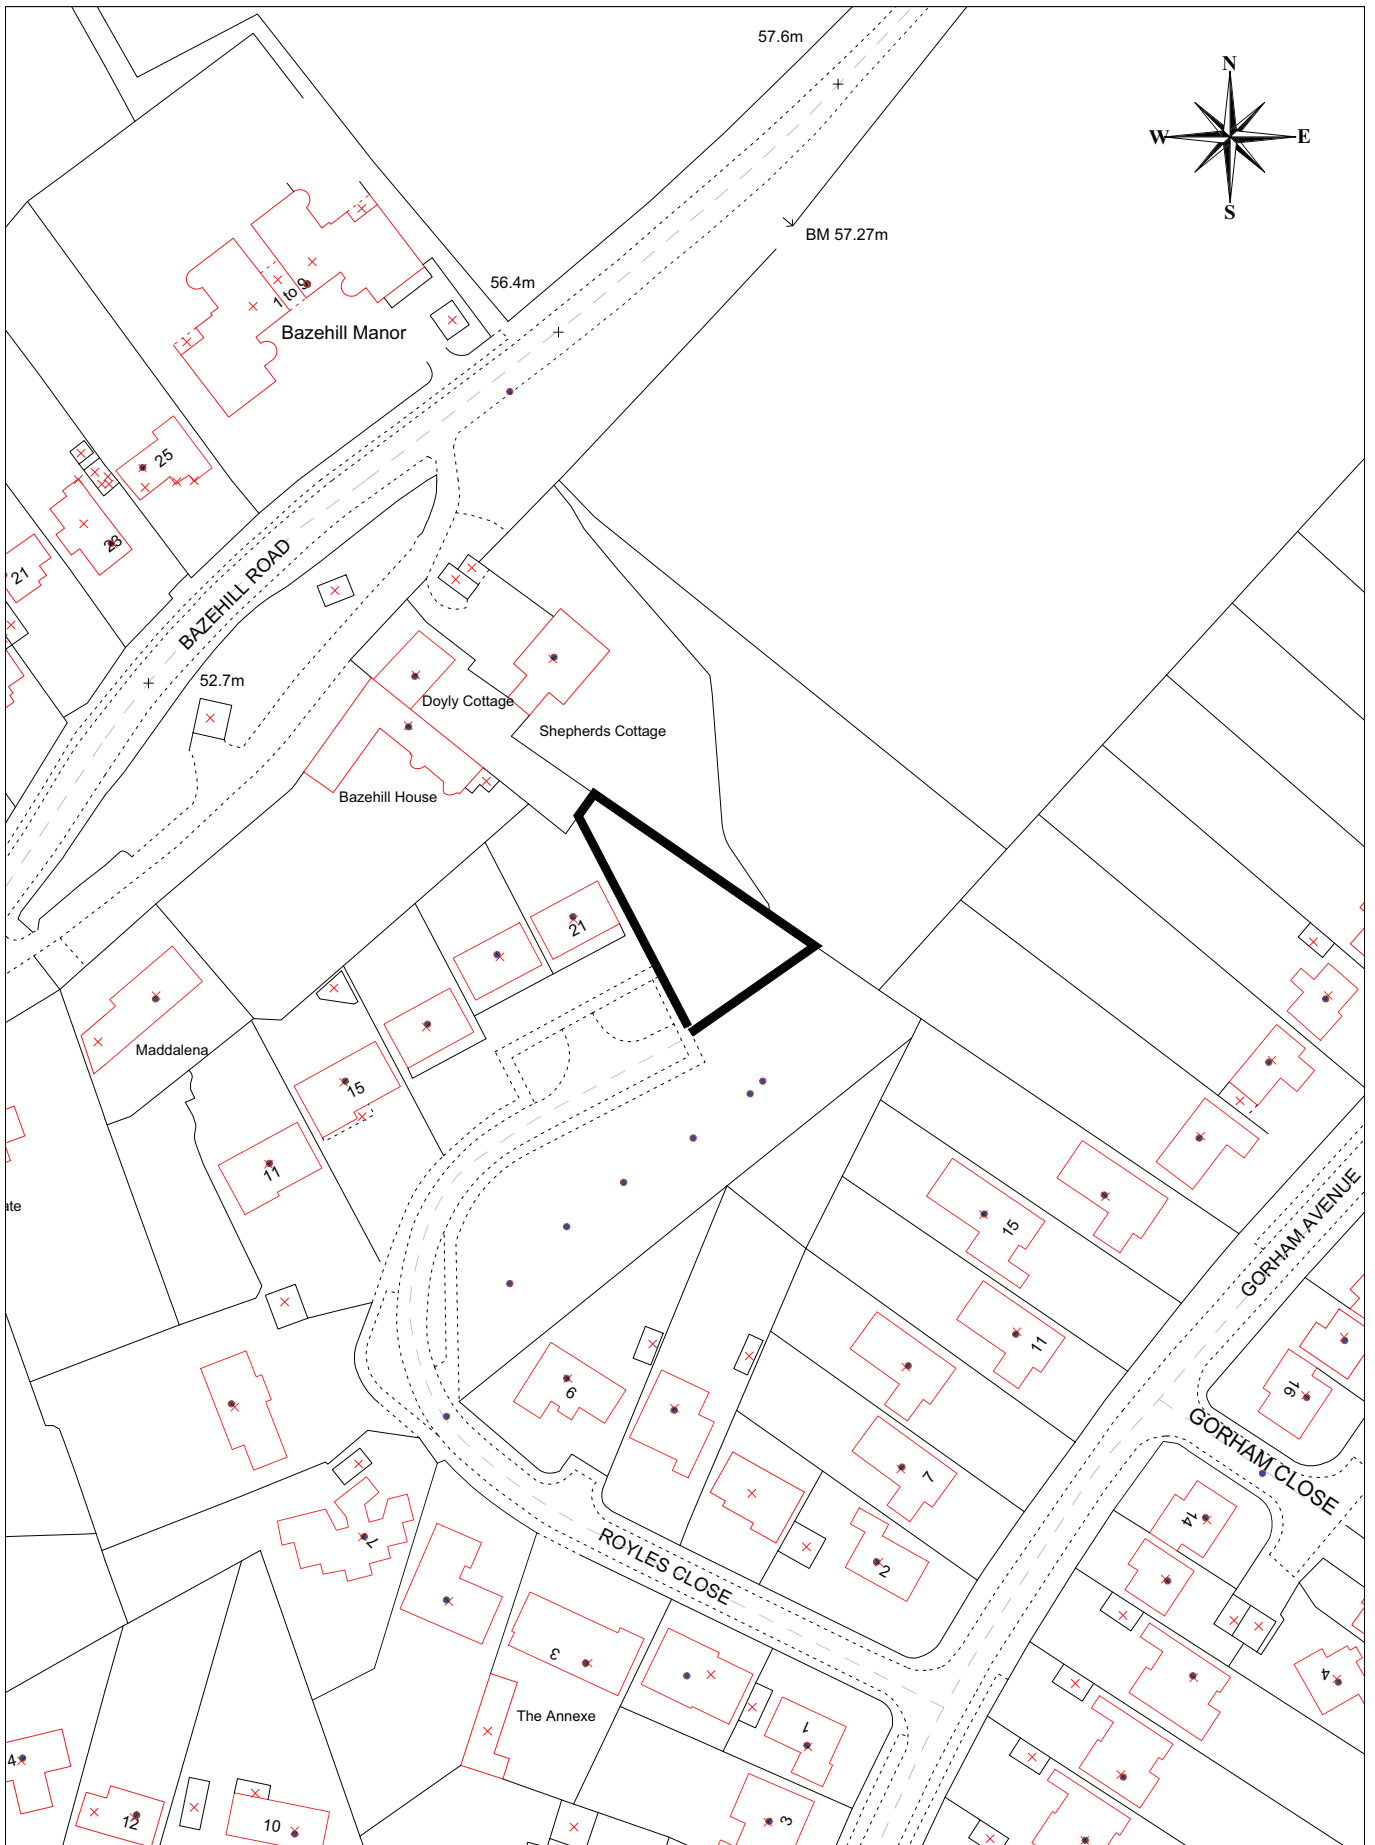 57.6m
N
W
E
S
BM 57.27m
56.4m
1 to 9
Bazehill Manor
25
23
21
BAZEHILL ROAD
52.7m
Doyly Cottage
Shepherds Cottage
Bazehill House
21
Maddalena
15
11
ate
15
11
GORHAM AVENUE
16
GORHAM CLOSE
9
7
14
7
2
ROYLES CLOSE
3
4
The Annexe
1
4
12
10
3